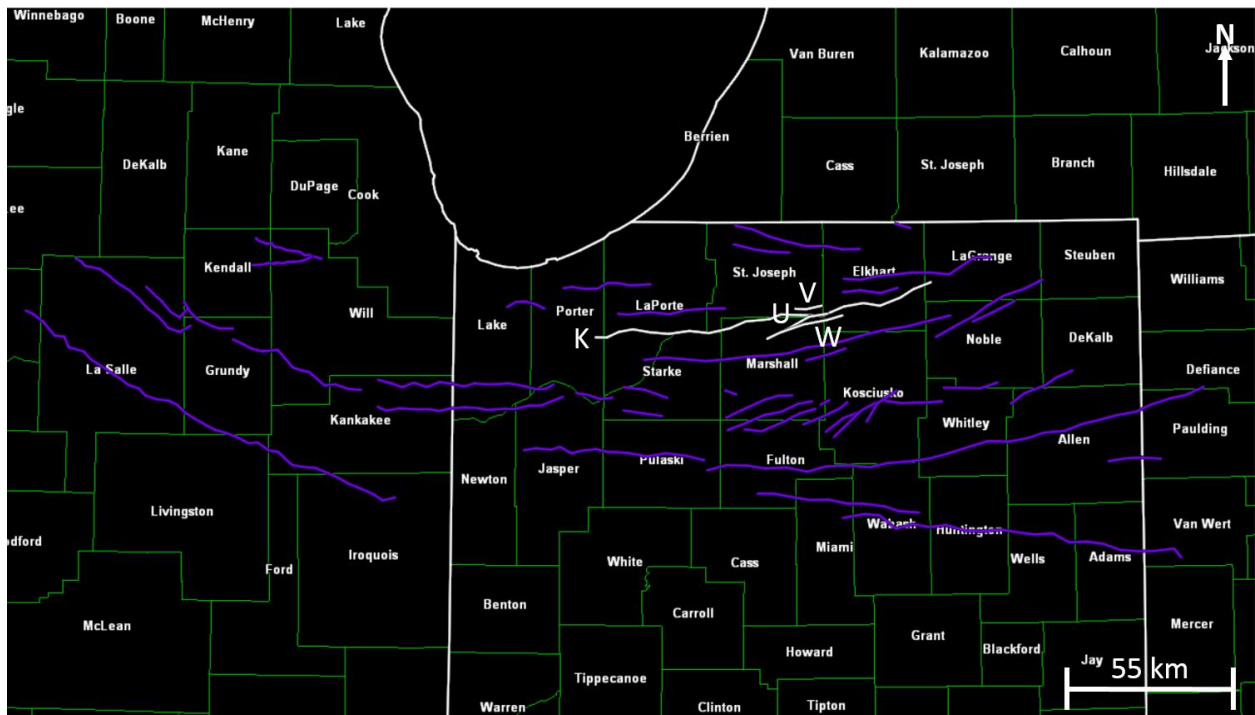 Winnebago
Boone
McHenry
Lake
Van Buren
Kalamazoo
Calhoun
Jackson
N
gle
DeKalb
Kane
DuPage
Cook
Berrien
Cass
St. Joseph
Branch
Hillsdale
ee
Kendall
Will
Lake
Porter
LaPorte
St. Joseph
Elkhart
LaGrange
Steuben
Williams
V
U
K
W
La Salle
Grundy
Kankakee
Starke
Marshall
Kosciusko
Noble
DeKalb
Defiance
Whitley
Allen
Paulding
Newton
Jasper
Pulaski
Fulton
Livingston
Iroquois
Wabash
Huntington
Van Wert
odford
Ford
White
Cass
Miami
Wells
Adams
McLean
Benton
Carroll
Grant
Blackford
Mercer
Howard
Jay
55 km
Tippecanoe
Warren
Clinton
Tipton